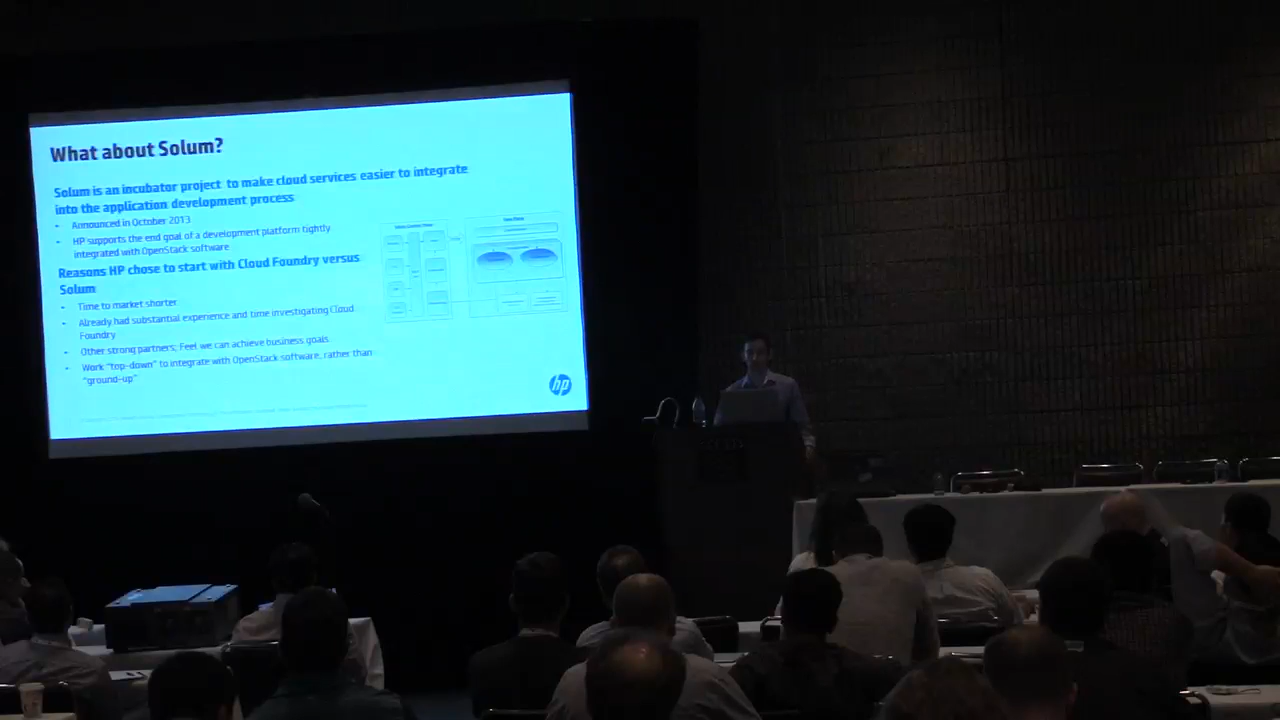 What about Solum?
Solum is an incubator project to make cloud services easier to integrate
into the application development process
• Announced in October 2013
• HP supports the end goal of a development platform tightly
integrated with OpenStack software
Reasons HP chose to start with Cloud Foundry versus
Solum
• Time to market shorter
• Already had substantial experience and time investigating Cloud
Foundry
• Other strong partners; Feel we can achieve business goals
• Work "top-down" to integrate with OpenStack software, rather than
"ground-up"
hp